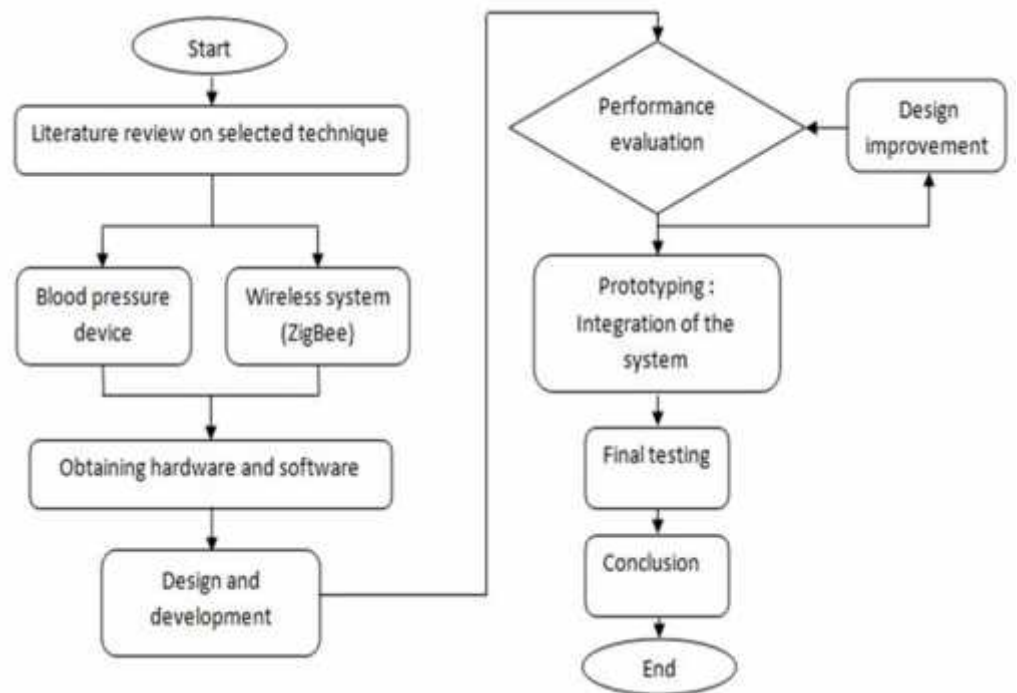 Start
Literature review on selected technique
Blood pressure
device
Wireless system
(ZigBee)
Obtaining hardware and software
Design and
development
Performance
evaluation
Design
improvement
Prototyping :
Integration of the
system
Final testing
Conclusion
End